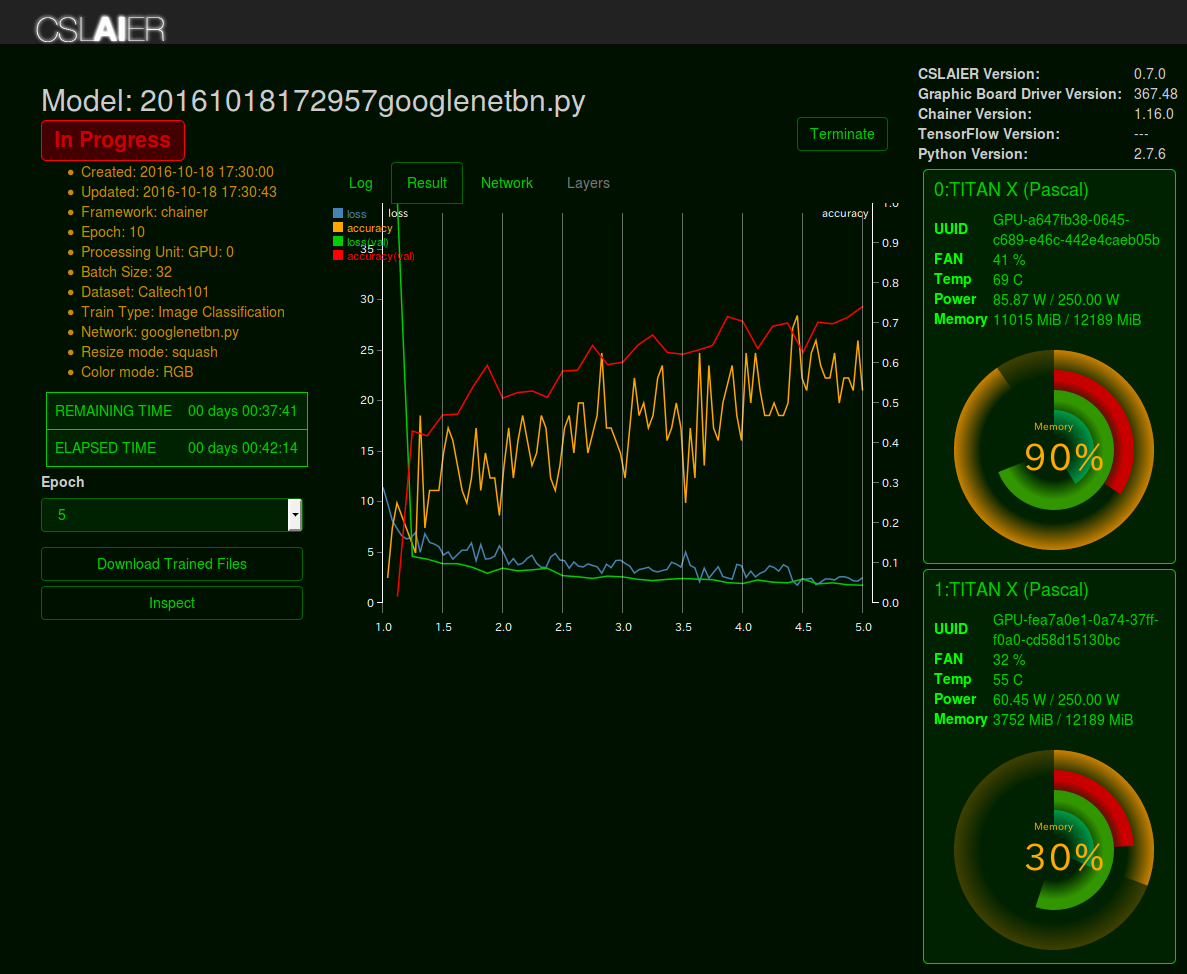 CSLAIER
Model: 20161018172957googlenetbn.py
In Progress
Terminate
Created: 2016-10-18 17:30:00
Updated: 2016-10-18 17:30:43
Framework: chainer
Epoch: 10
Processing Unit: GPU: 0
Batch Size: 32
Dataset: Caltech101
Train Type: Image Classification
Network: googlenetbn.py
Resize mode: squash
Color mode: RGB
REMAINING TIME 00 days 00:37:41
ELAPSED TIME 00 days 00:42:14
Epoch
5
Download Trained Files
Inspect
Log Result Network Layers
loss
accuracy
loss(val)
accuracy(val)
loss
accuracy
35
30
25
20
15
10
5
0
1.0
0.9
0.8
0.7
0.6
0.5
0.4
0.3
0.2
0.1
0.0
1.0 1.5 2.0 2.5 3.0 3.5 4.0 4.5 5.0
CSLAIER Version: 0.7.0
Graphic Board Driver Version: 367.48
Chainer Version: 1.16.0
TensorFlow Version: ---
Python Version: 2.7.6
0:TITAN X (Pascal)
UUID GPU-a647fb38-0645-
c689-e46c-442e4caeb05b
FAN 41 %
Temp 69 C
Power 85.87 W / 250.00 W
Memory 11015 MiB / 12189 MiB
Memory
90%
1:TITAN X (Pascal)
UUID GPU-fea7a0e1-0a74-37ff-
f0a0-cd58d15130bc
FAN 32 %
Temp 55 C
Power 60.45 W / 250.00 W
Memory 3752 MiB / 12189 MiB
Memory
30%